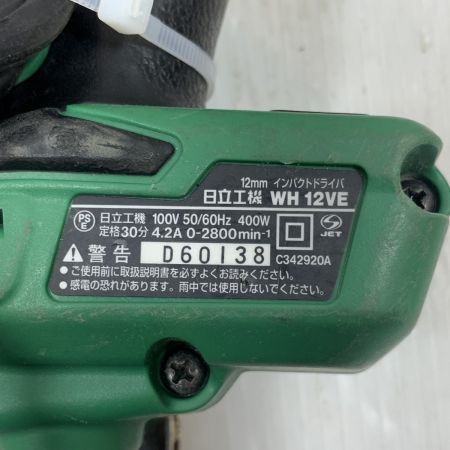 12mm インパクトドライバ
日立工機 WH 12VE
PS
E
日立工機 100V 50/60Hz 400W
定格30分 4.2A 0-2800min-1
JET
警告 D60138 C342920A
●ご使用前に取扱説明書を必ずよくお読みください。
●感電の恐れがあります。雨中では使用しないでください。